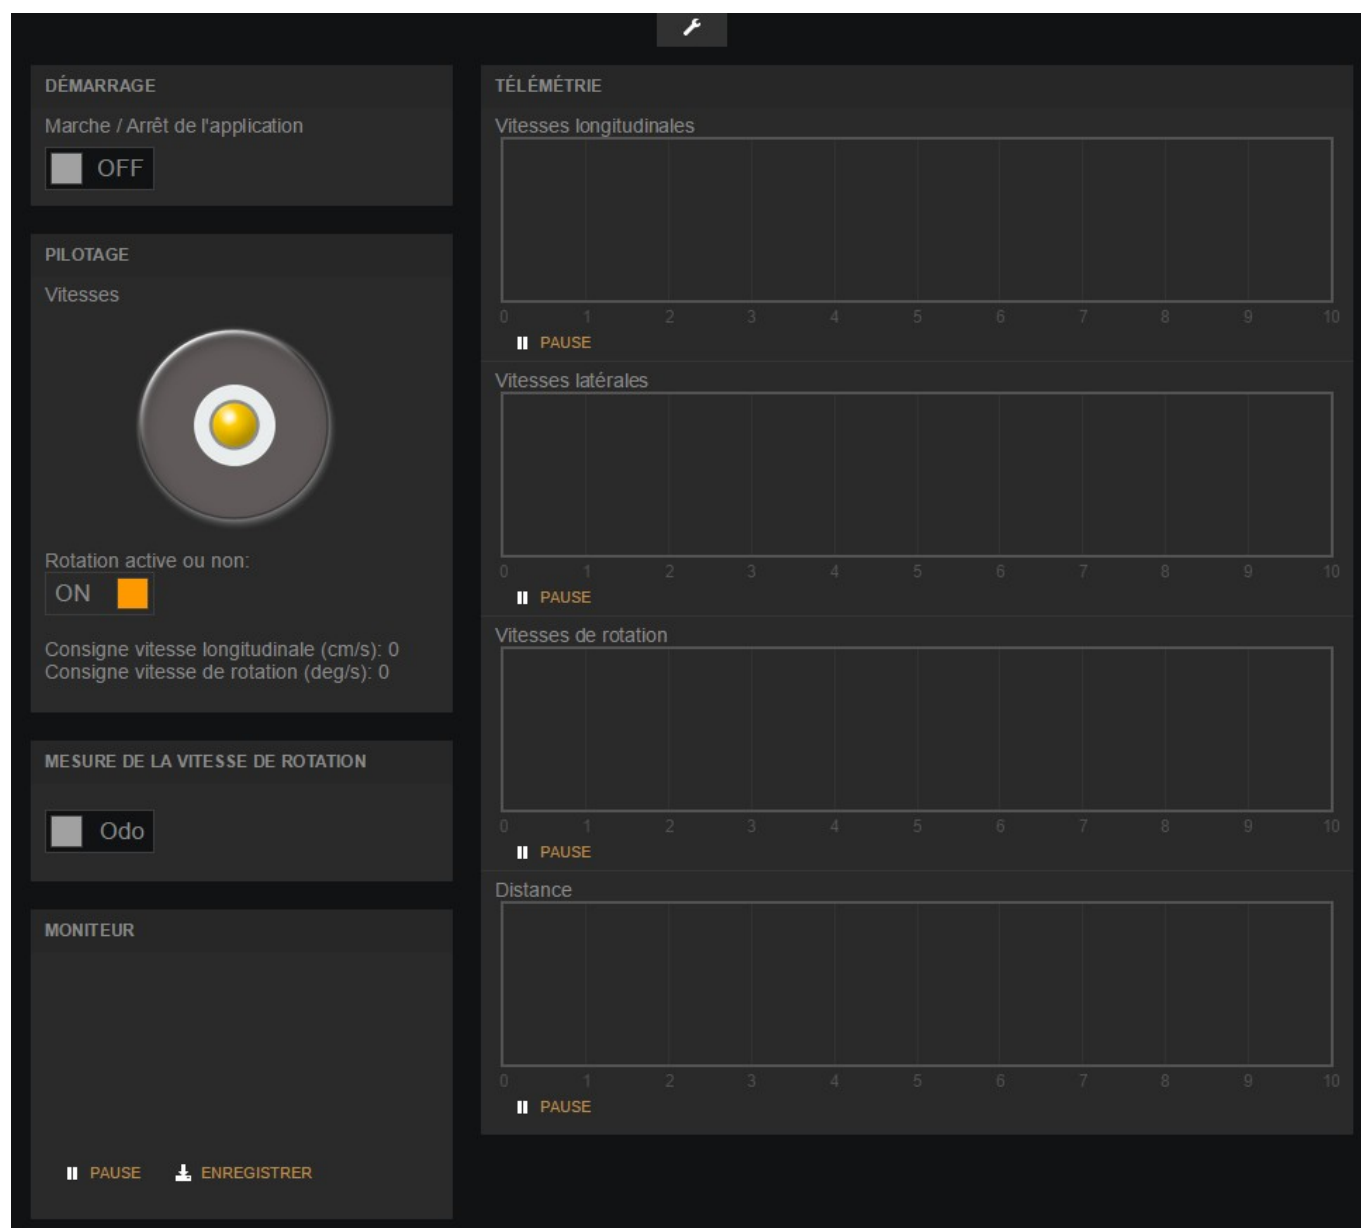 DÉMARRAGE
Marche / Arrêt de l'application
OFF
PILOTAGE
Vitesses
Rotation active ou non:
ON
Consigne vitesse longitudinale (cm/s): 0
Consigne vitesse de rotation (deg/s): 0
MESURE DE LA VITESSE DE ROTATION
Odo
MONITEUR
PAUSE ENREGISTRER
TÉLÉMÉTRIE
Vitesses longitudinales
0 1 2 3 4 5 6 7 8 9 10
PAUSE
Vitesses latérales
0 1 2 3 4 5 6 7 8 9 10
PAUSE
Vitesses de rotation
0 1 2 3 4 5 6 7 8 9 10
PAUSE
Distance
0 1 2 3 4 5 6 7 8 9 10
PAUSE